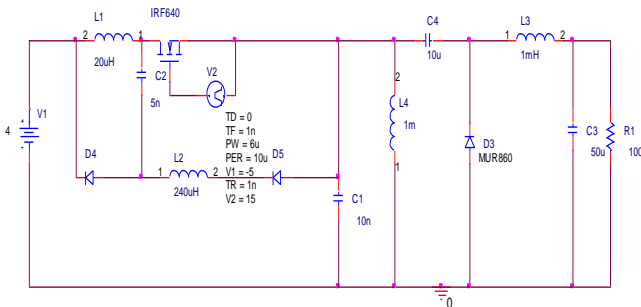 L1
IRF640
C4
L3
2
1
1
2
20uH
C2
10u
1mH
V2
5n
2
V1
L4
TD = 0
TF = 1n
PW = 6u
PER = 10u
V1 = -5
TR = 1n
V2 = 15
4
1m
D3
MUR860
C3
R1
50u
100
D4
L2
D5
1
2
1
240uH
C1
10n
0